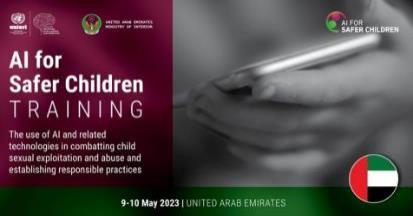 unicri
UNITED ARAB EMIRATES
MINISTRY OF INTERIOR
AI FOR
SAFER CHILDREN
AI for
Safer Children
TRAINING
The use of AI and related
technologies in combatting child
sexual exploitation and abuse and
establishing responsible practices
9-10 May 2023 | UNITED ARAB EMIRATES